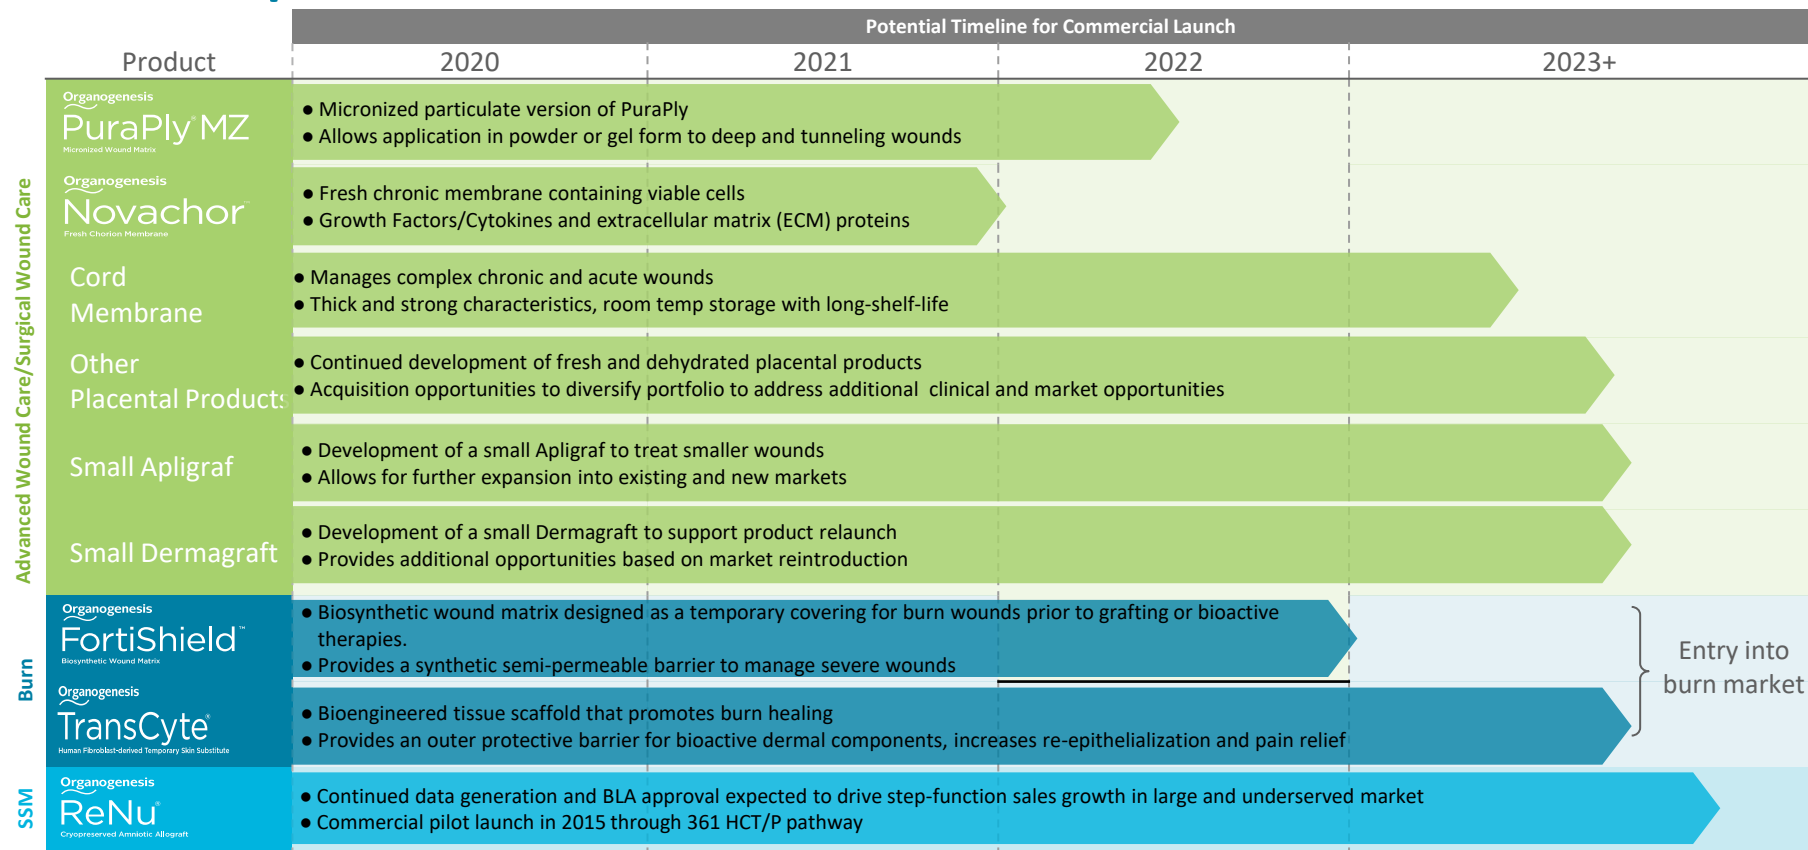 Potential Timeline for Commercial Launch
Product 2020 2021 2022 2023+
Advanced Wound Care/Surgical Wound Care
Organogenesis
PuraPly® MZ
Micronized Wound Matrix
● Micronized particulate version of PuraPly
● Allows application in powder or gel form to deep and tunneling wounds
Organogenesis
Novachor™
Fresh Chorion Membrane
● Fresh chronic membrane containing viable cells
● Growth Factors/Cytokines and extracellular matrix (ECM) proteins
Cord
Membrane
● Manages complex chronic and acute wounds
● Thick and strong characteristics, room temp storage with long-shelf-life
Other
Placental Products
● Continued development of fresh and dehydrated placental products
● Acquisition opportunities to diversify portfolio to address additional  clinical and market opportunities
Small Apligraf
● Development of a small Apligraf to treat smaller wounds
● Allows for further expansion into existing and new markets
Small Dermagraft
● Development of a small Dermagraft to support product relaunch
● Provides additional opportunities based on market reintroduction
Burn
Organogenesis
FortiShield™
Biosynthetic Wound Matrix
● Biosynthetic wound matrix designed as a temporary covering for burn wounds prior to grafting or bioactive
therapies.
● Provides a synthetic semi-permeable barrier to manage severe wounds
Organogenesis
TransCyte®
Human Fibroblast-derived Temporary Skin Substitute
● Bioengineered tissue scaffold that promotes burn healing
● Provides an outer protective barrier for bioactive dermal components, increases re-epithelialization and pain relief
Entry into
burn market
SSM
Organogenesis
ReNu®
Cryopreserved Amniotic Allograft
● Continued data generation and BLA approval expected to drive step-function sales growth in large and underserved market
● Commercial pilot launch in 2015 through 361 HCT/P pathway